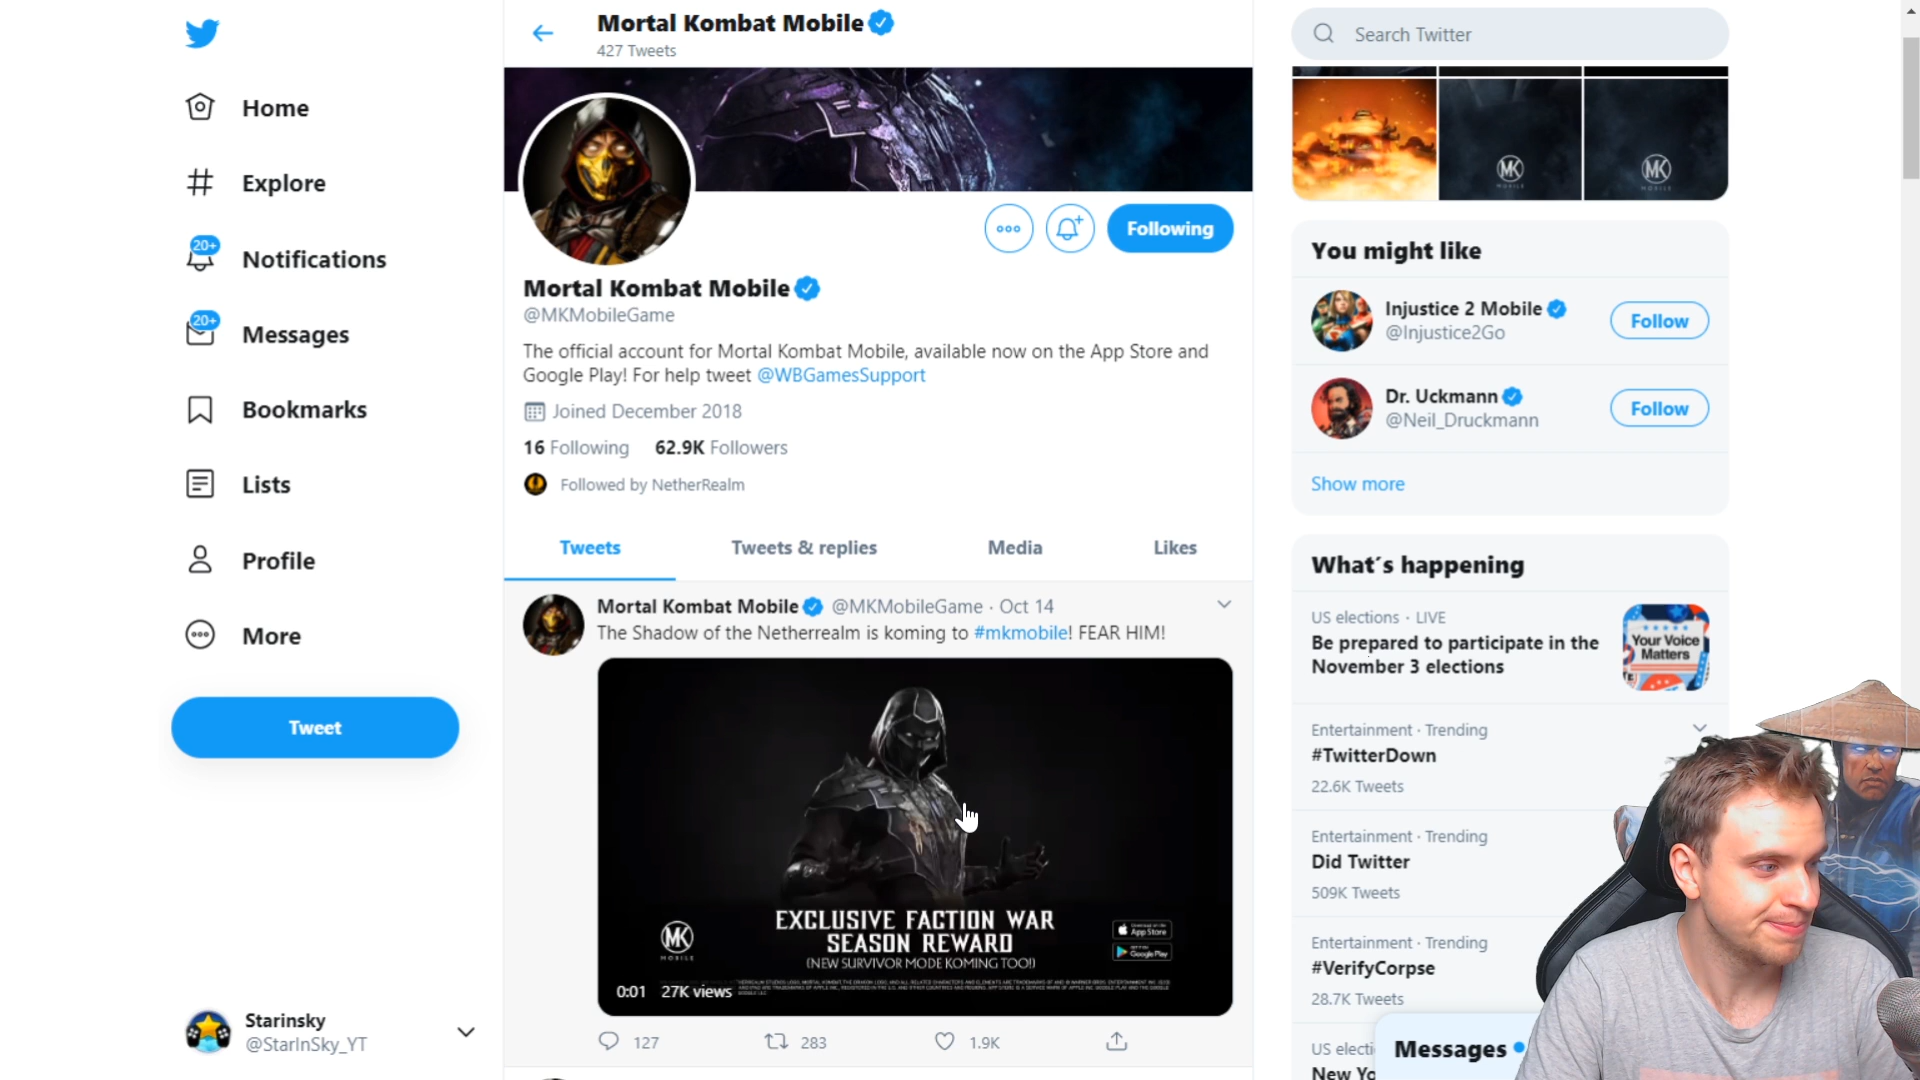 Home
Explore
20+
Notifications
20+
Messages
Bookmarks
Lists
Profile
More
Tweet
Starinsky
@StarInSky_YT
Mortal Kombat Mobile
427 Tweets
Following
Mortal Kombat Mobile
@MKMobileGame
The official account for Mortal Kombat Mobile, available now on the App Store and
Google Play! For help tweet @WBGamesSupport
Joined December 2018
16 Following 62.9K Followers
Followed by NetherRealm
Tweets Tweets & replies Media Likes
Mortal Kombat Mobile @MKMobileGame · Oct 14
The Shadow of the Netherrealm is koming to #mkmobile! FEAR HIM!
EXCLUSIVE FACTION WAR
SEASON REWARD
(NEW SURVIVOR MODE KOMING TOO!)
MK
MOBILE
App Store
Google Play
0:01 27K views
127 283 1.9K
Search Twitter
MK
MOBILE
MK
MOBILE
You might like
Injustice 2 Mobile
@Injustice2Go
Follow
Dr. Uckmann
@Neil_Druckmann
Follow
Show more
What´s happening
US elections · LIVE
Be prepared to participate in the
November 3 elections
Your Voice
Matters
Entertainment · Trending
#TwitterDown
22.6K Tweets
Entertainment · Trending
Did Twitter
509K Tweets
Entertainment · Trending
#VerifyCorpse
28.7K Tweets
US electi
New Yo
Messages